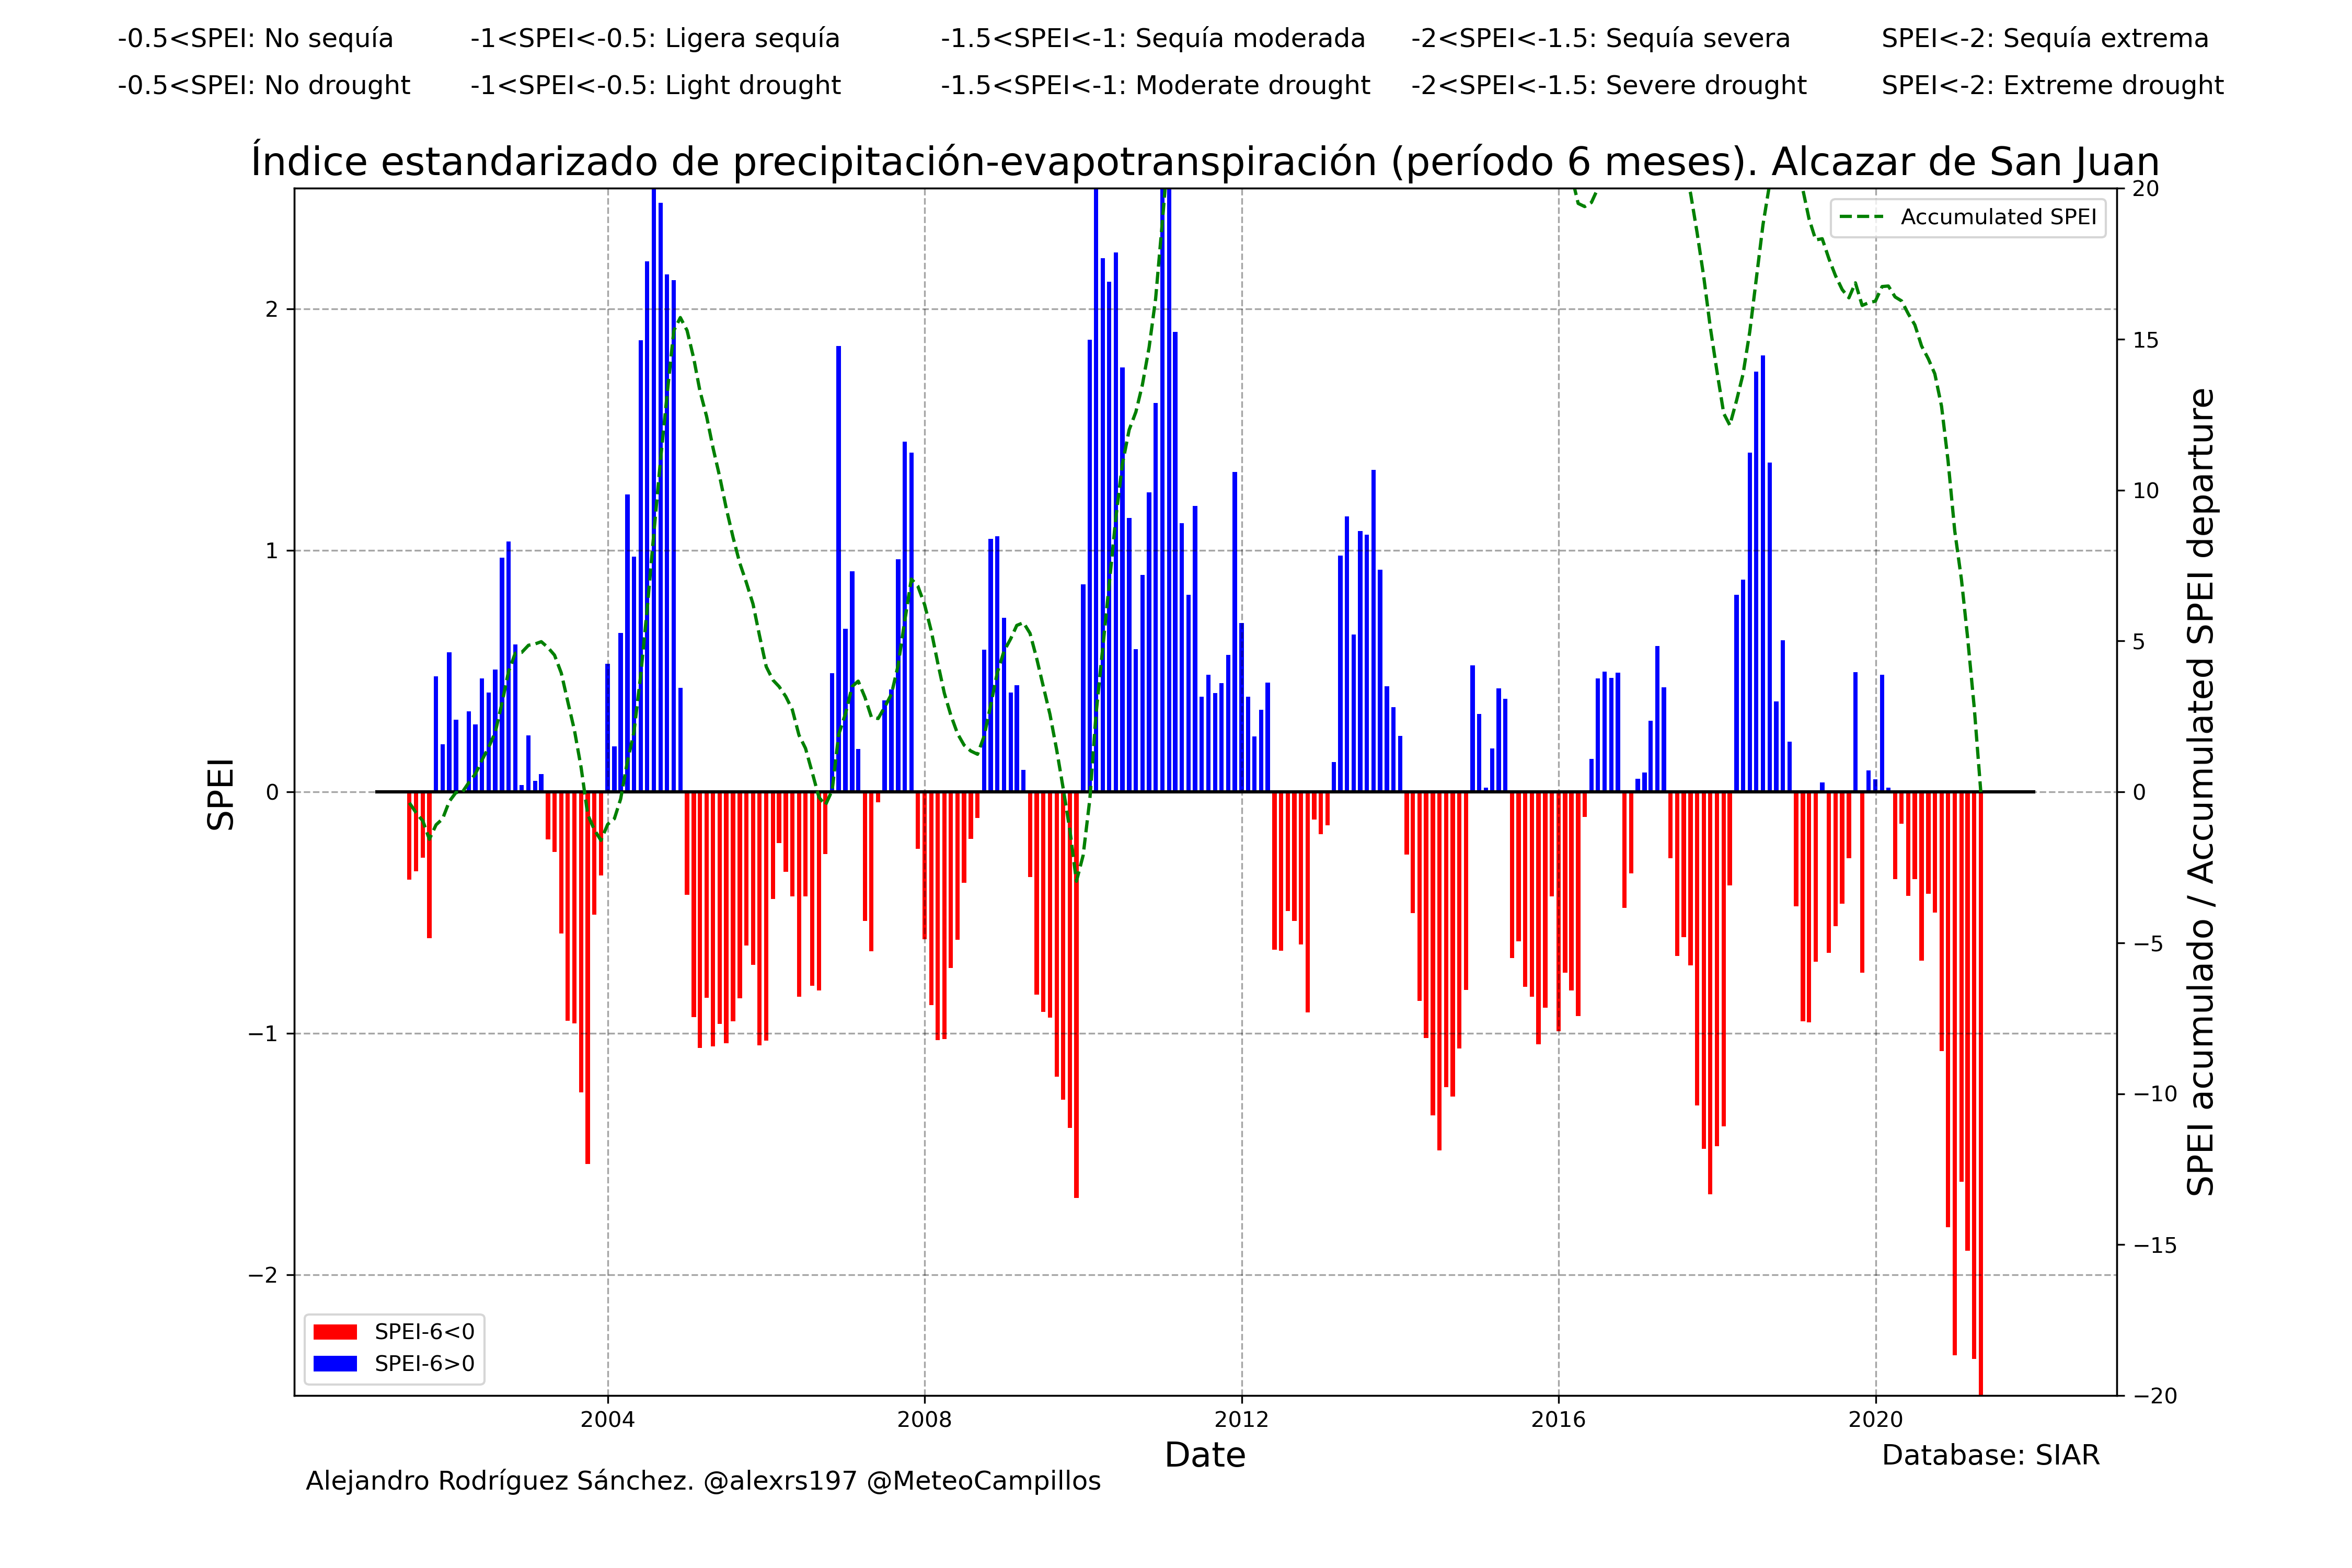 -0.5<SPEI: No sequía -1<SPEI<-0.5: Ligera sequía -1.5<SPEI<-1: Sequía moderada -2<SPEI<-1.5: Sequía severa SPEI<-2: Sequía extrema
-0.5<SPEI: No drought -1<SPEI<-0.5: Light drought -1.5<SPEI<-1: Moderate drought -2<SPEI<-1.5: Severe drought SPEI<-2: Extreme drought
Índice estandarizado de precipitación-evapotranspiración (período 6 meses). Alcazar de San Juan
Accumulated SPEI
SPEI
2
1
0
−1
−2
20
15
10
5
0
−5
−10
−15
−20
SPEI acumulado / Accumulated SPEI departure
SPEI-6<0
SPEI-6>0
2004 2008 2012 2016 2020
Date
Database: SIAR
Alejandro Rodríguez Sánchez. @alexrs197 @MeteoCampillos